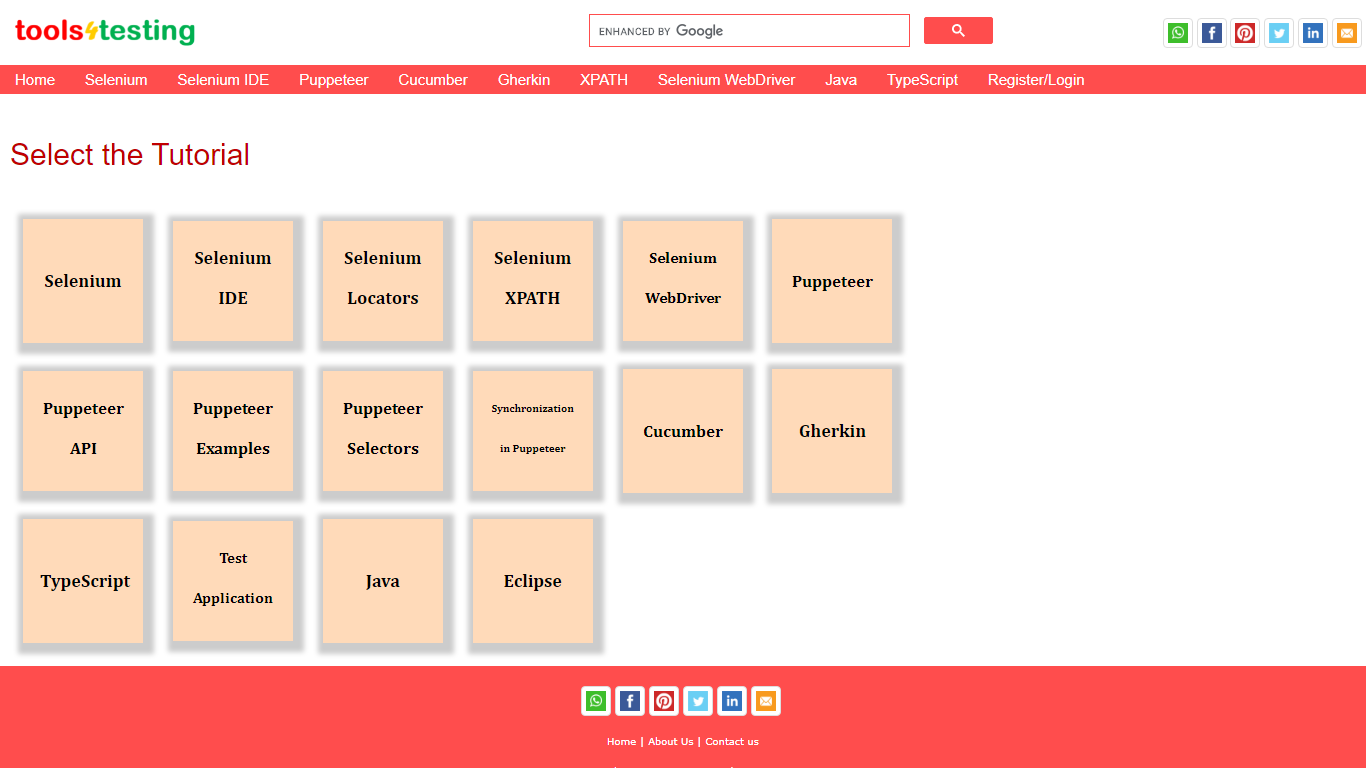 tools4testing
ENHANCED BY Google
Home Selenium Selenium IDE Puppeteer Cucumber Gherkin XPATH Selenium WebDriver Java TypeScript Register/Login
Select the Tutorial
Selenium
Selenium
IDE
Selenium
Locators
Selenium
XPATH
Selenium
WebDriver
Puppeteer
Puppeteer
API
Puppeteer
Examples
Puppeteer
Selectors
Synchronization
in Puppeteer
Cucumber
Gherkin
TypeScript
Test
Application
Java
Eclipse
Home | About Us | Contact us